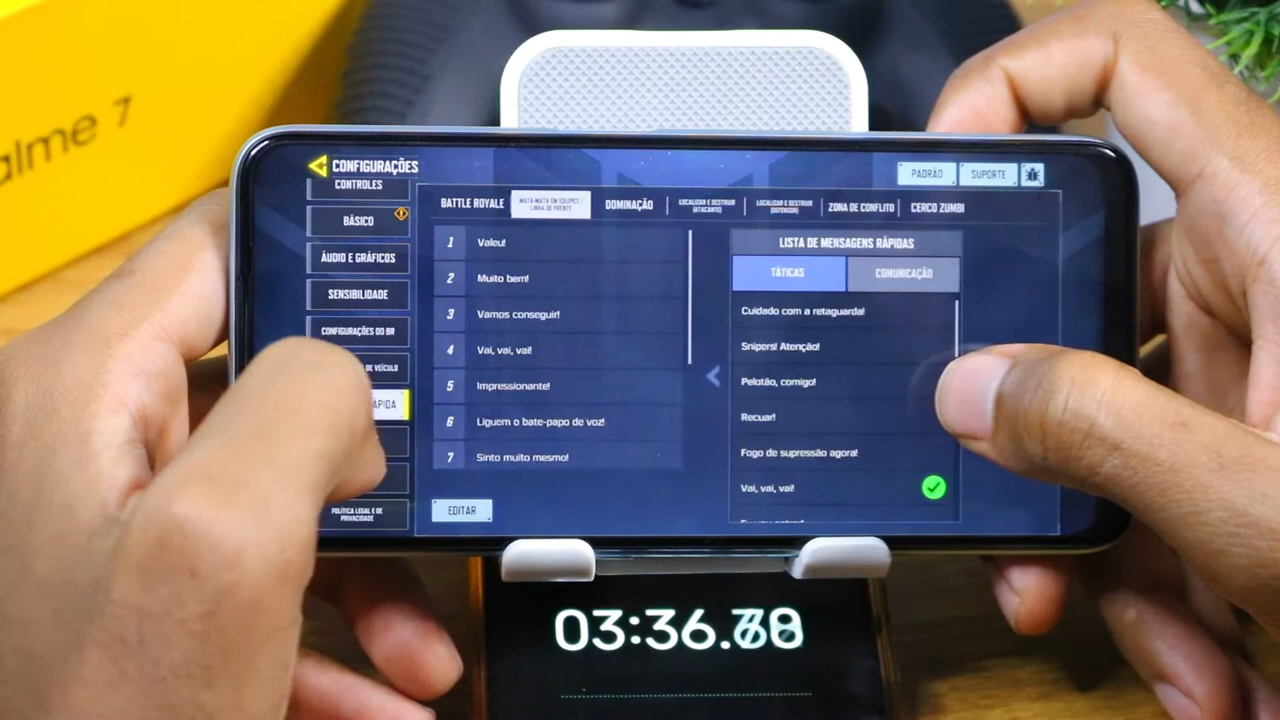 alme 7
CONFIGURAÇÕES
PADRÃO
SUPORTE
CONTROLES
BÁSICO
ÁUDIO E GRÁFICOS
SENSIBILIDADE
CONFIGURAÇÕES DO BR
DE VEÍCULO
ÁPIDA
POLÍTICA LEGAL E DE
PRIVACIDADE
BATTLE ROYALE
MATA-MATA EM EQUIPES /
LINHA DE FRENTE
DOMINAÇÃO
LOCALIZAR E DESTRUIR
(ATACANTE)
LOCALIZAR E DESTRUIR
(DEFENSOR)
ZONA DE CONFLITO
CERCO ZUMBI
1 Valeu!
2 Muito bem!
3 Vamos conseguir!
4 Vai, vai, vai!
5 Impressionante!
6 Liguem o bate-papo de voz!
7 Sinto muito mesmo!
EDITAR
LISTA DE MENSAGENS RÁPIDAS
TÁTICAS
COMUNICAÇÃO
Cuidado com a retaguarda!
Snipers! Atenção!
Pelotão, comigo!
Recuar!
Fogo de supressão agora!
Vai, vai, vai!
03:36.